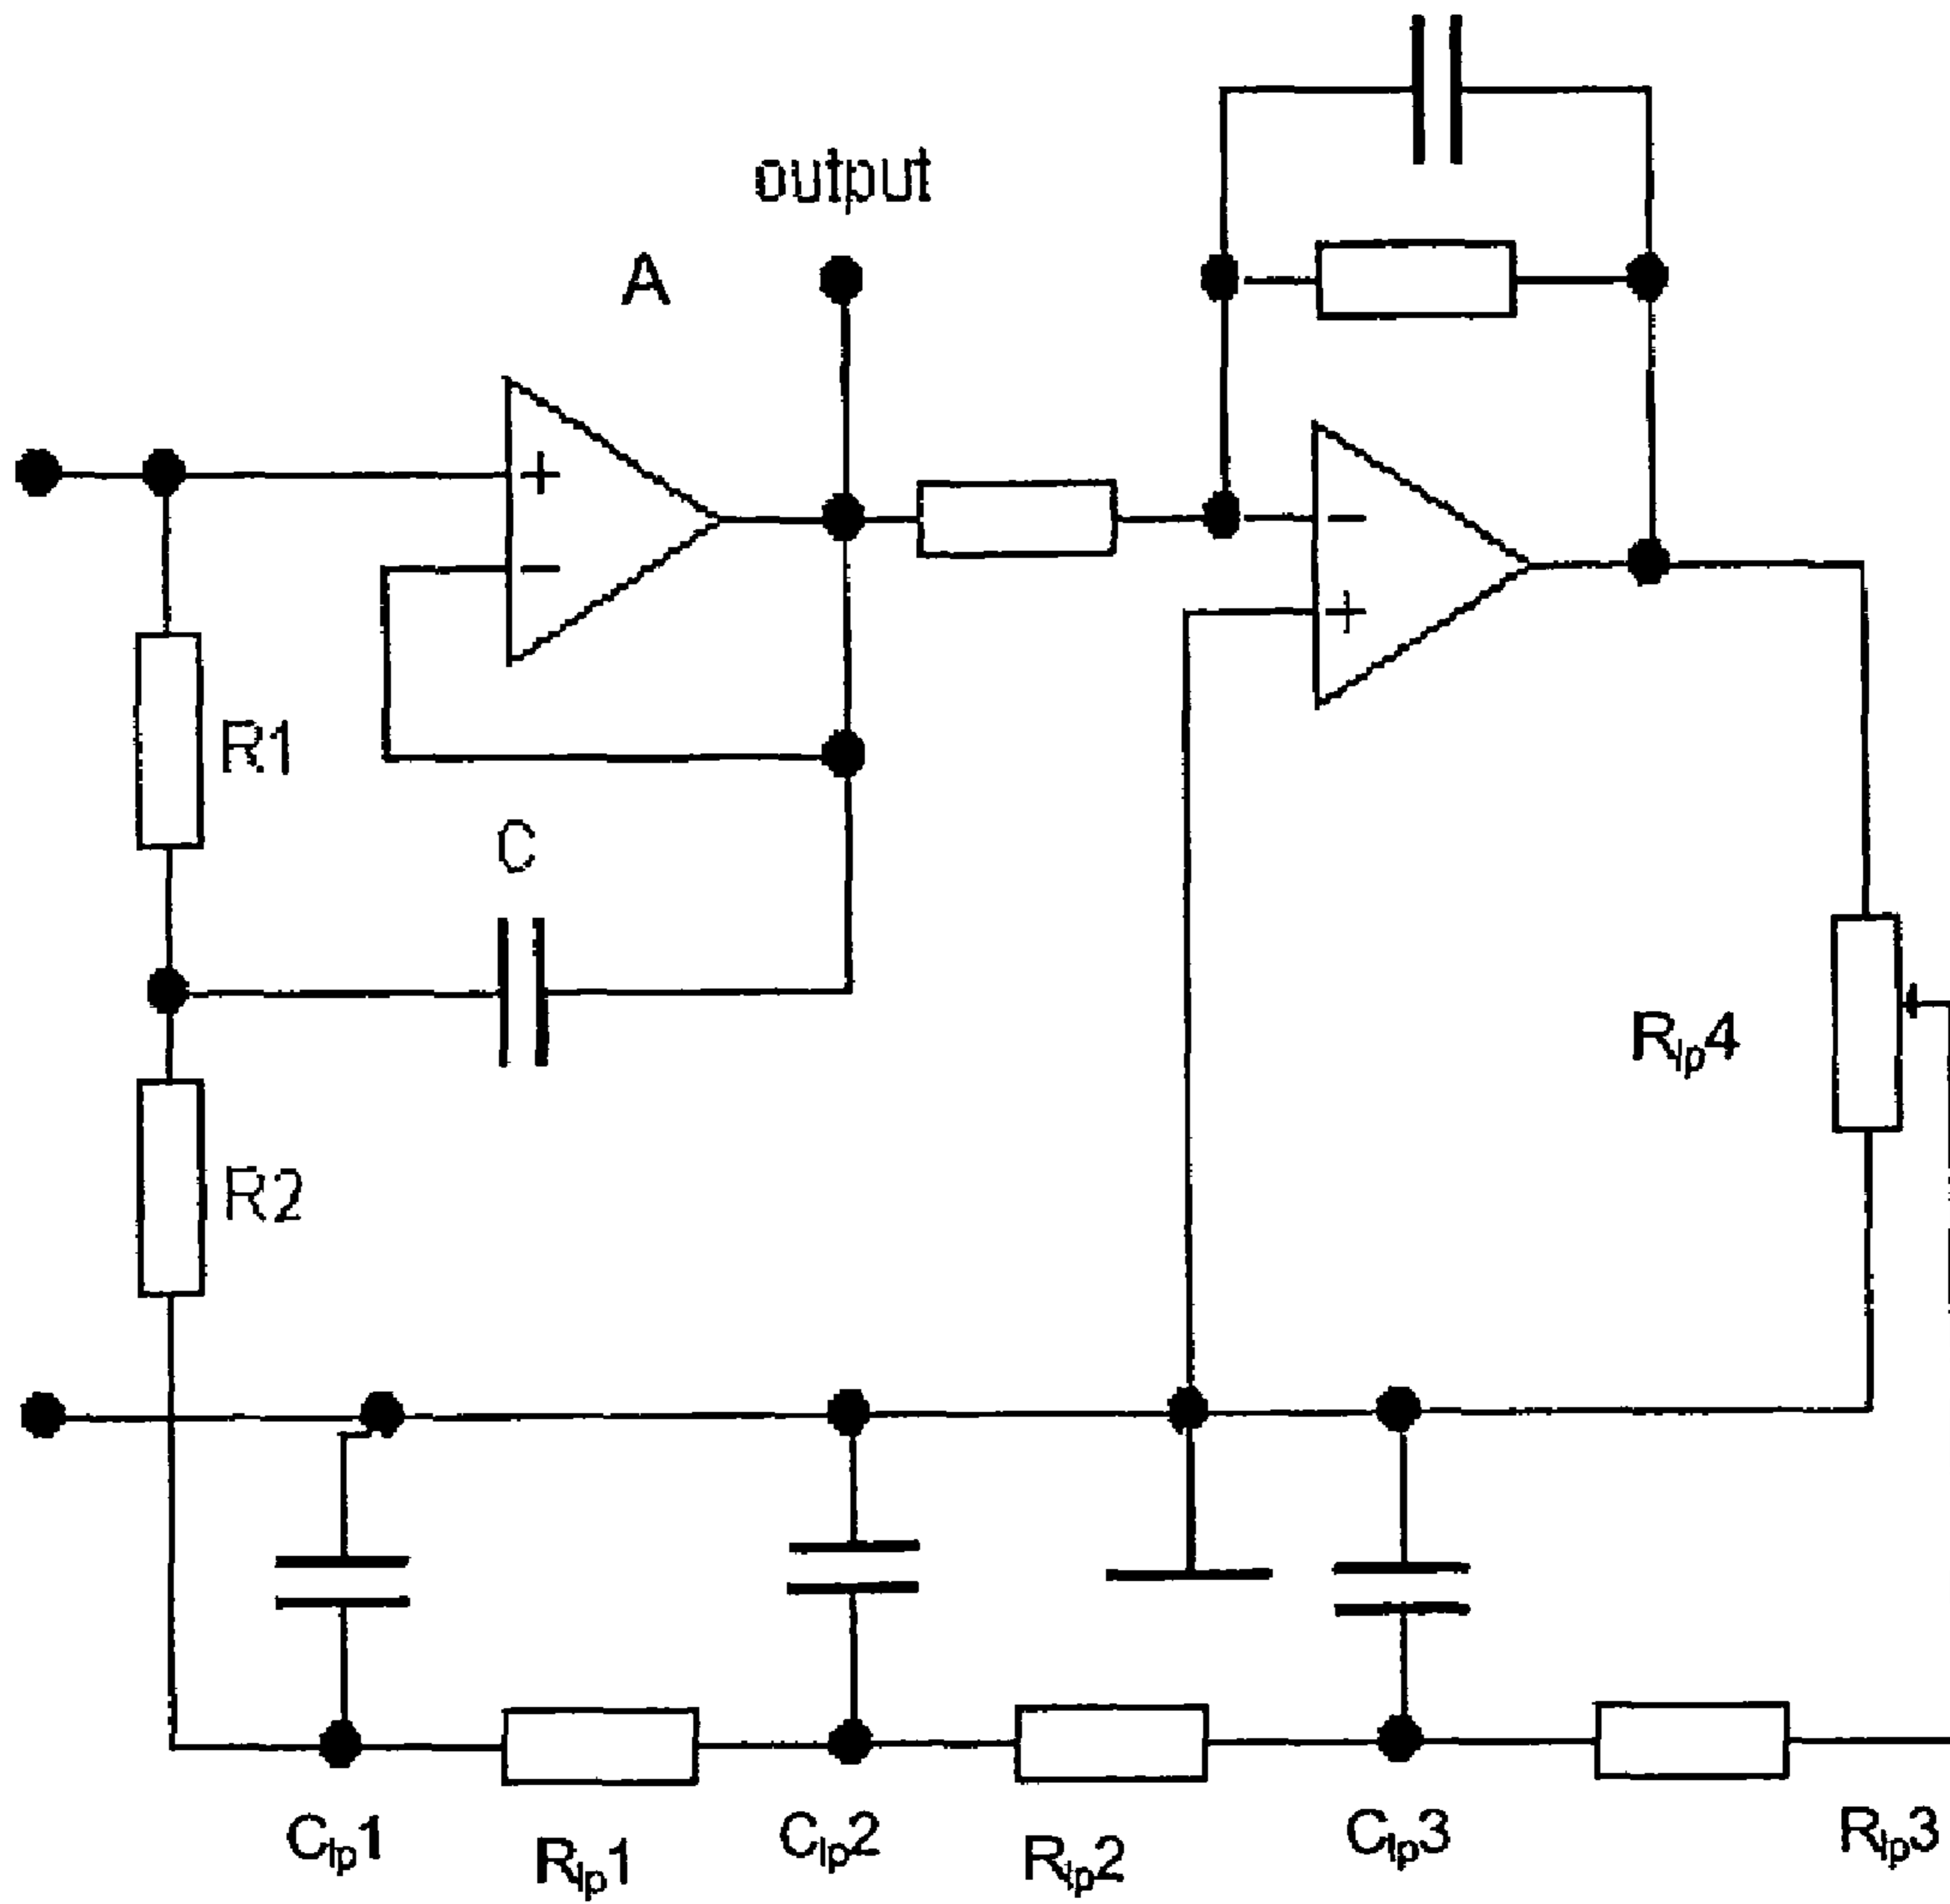 output
A
+
−
−
+
R1
C
R2
Rlp4
Clp1
Rlp1
Clp2
Rlp2
Clp3
Rlp3